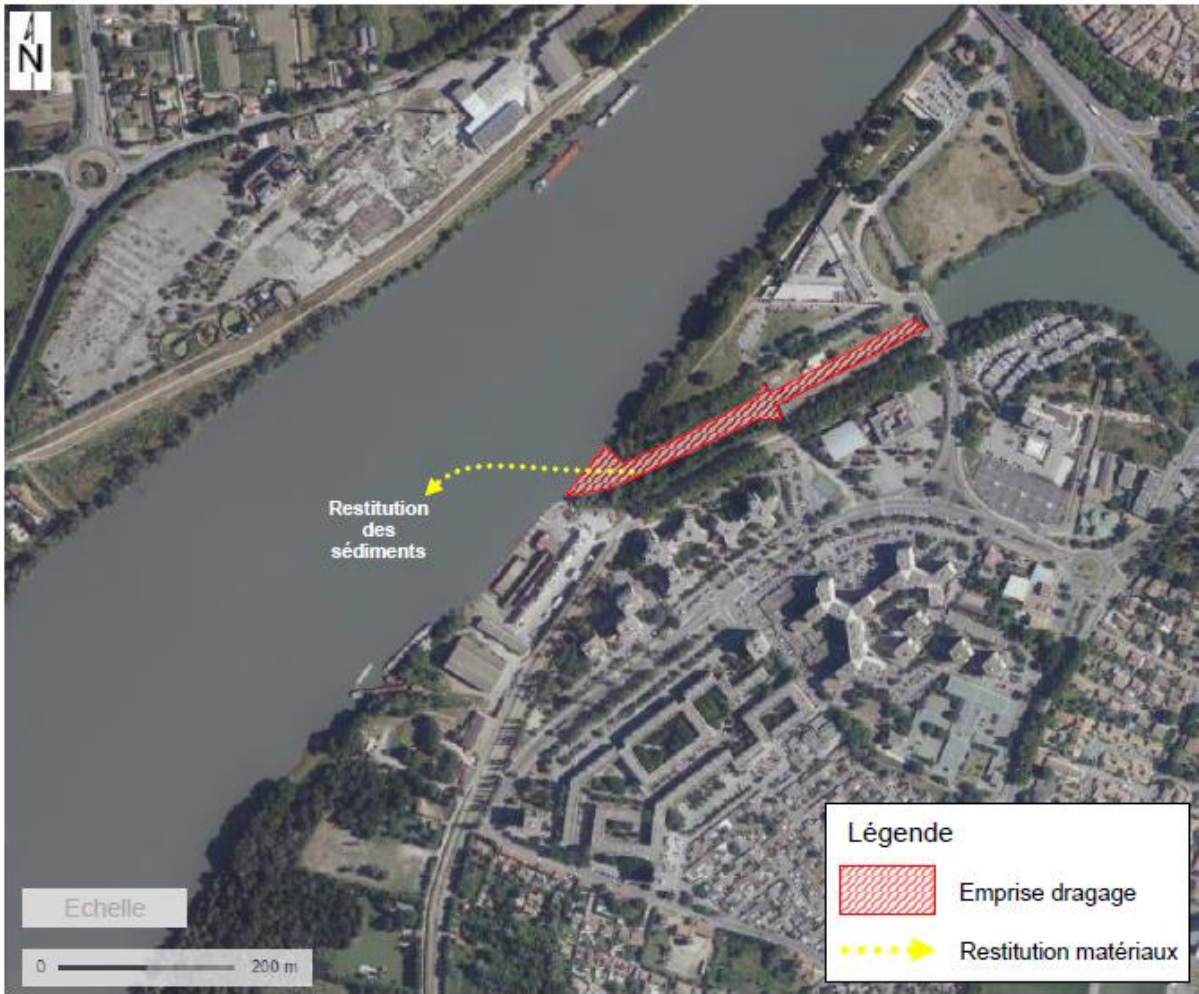 N
Restitution
des
sédiments
Légende
Emprise dragage
Restitution matériaux
Echelle
0 200 m